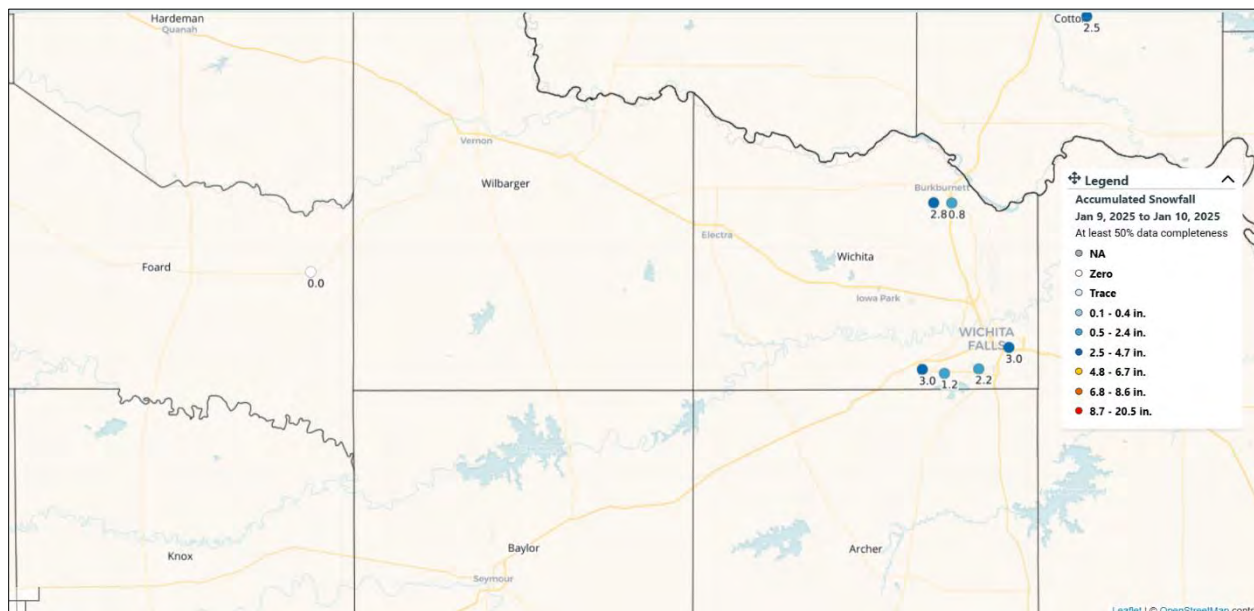 Hardeman
Quanah
Cotto
2.5
Vernon
Wilbarger
Burkburnett
2.8
0.8
Electra
Foard
0.0
Wichita
Iowa Park
WICHITA
FALLS
3.0
3.0
1.2
2.2
Knox
Baylor
Seymour
Archer
Legend
Accumulated Snowfall
Jan 9, 2025 to Jan 10, 2025
At least 50% data completeness
NA
Zero
Trace
0.1 - 0.4 in.
0.5 - 2.4 in.
2.5 - 4.7 in.
4.8 - 6.7 in.
6.8 - 8.6 in.
8.7 - 20.5 in.
Leaflet | © OpenStreetMap contr